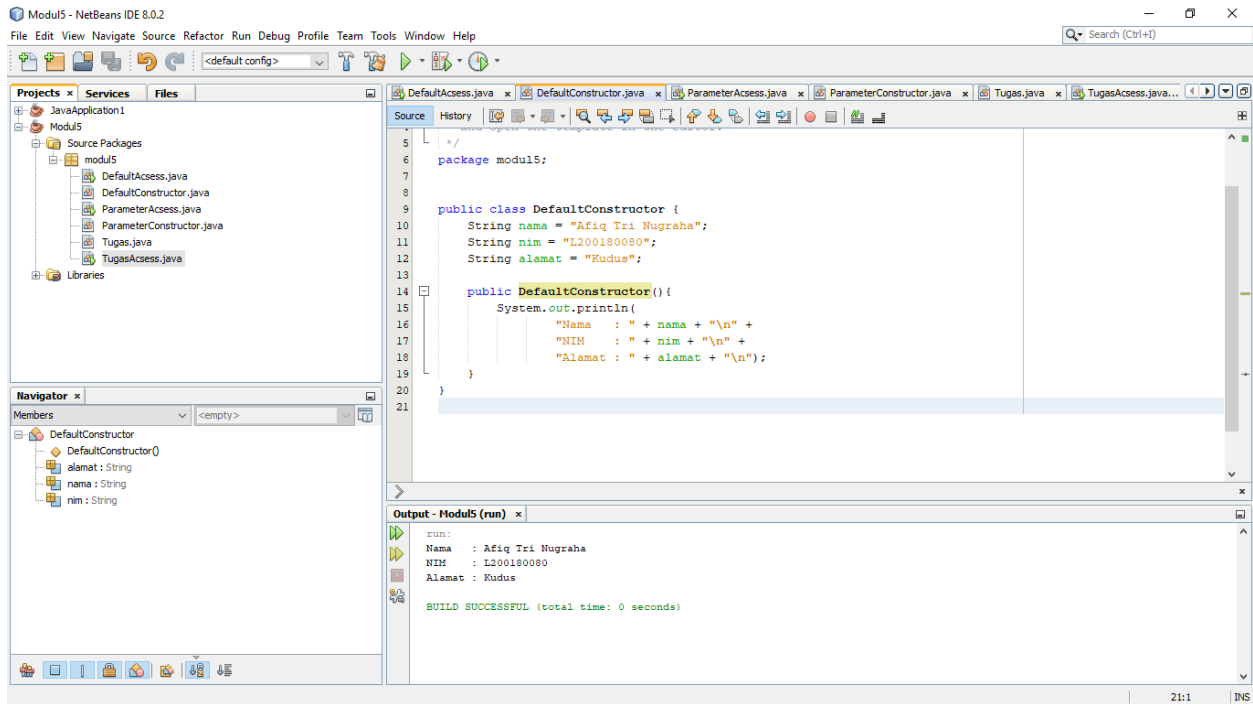 Modul5 - NetBeans IDE 8.0.2
File Edit View Navigate Source Refactor Run Debug Profile Team Tools Window Help
Search (Ctrl+I)
<default config>
Projects x Services Files
JavaApplication1
Modul5
Source Packages
modul5
DefaultAcsess.java
DefaultConstructor.java
ParameterAcsess.java
ParameterConstructor.java
Tugas.java
TugasAcsess.java
Libraries
Navigator x
Members <empty>
DefaultConstructor
DefaultConstructor()
alamat : String
nama : String
nim : String
DefaultAcsess.java x DefaultConstructor.java x ParameterAcsess.java x ParameterConstructor.java x Tugas.java x TugasAcsess.java...
Source History
and open the template in the editor.
5 */
6 package modul5;
7
8
9 public class DefaultConstructor {
10 String nama = "Afiq Tri Nugraha";
11 String nim = "L200180080";
12 String alamat = "Kudus";
13
14 public DefaultConstructor(){
15 System.out.println(
16 "Nama   : " + nama + "\n" +
17 "NIM    : " + nim + "\n" +
18 "Alamat : " + alamat + "\n");
19 }
20 }
21
Output - Modul5 (run) x
run:
Nama   : Afiq Tri Nugraha
NIM    : L200180080
Alamat : Kudus
BUILD SUCCESSFUL (total time: 0 seconds)
21:1 INS